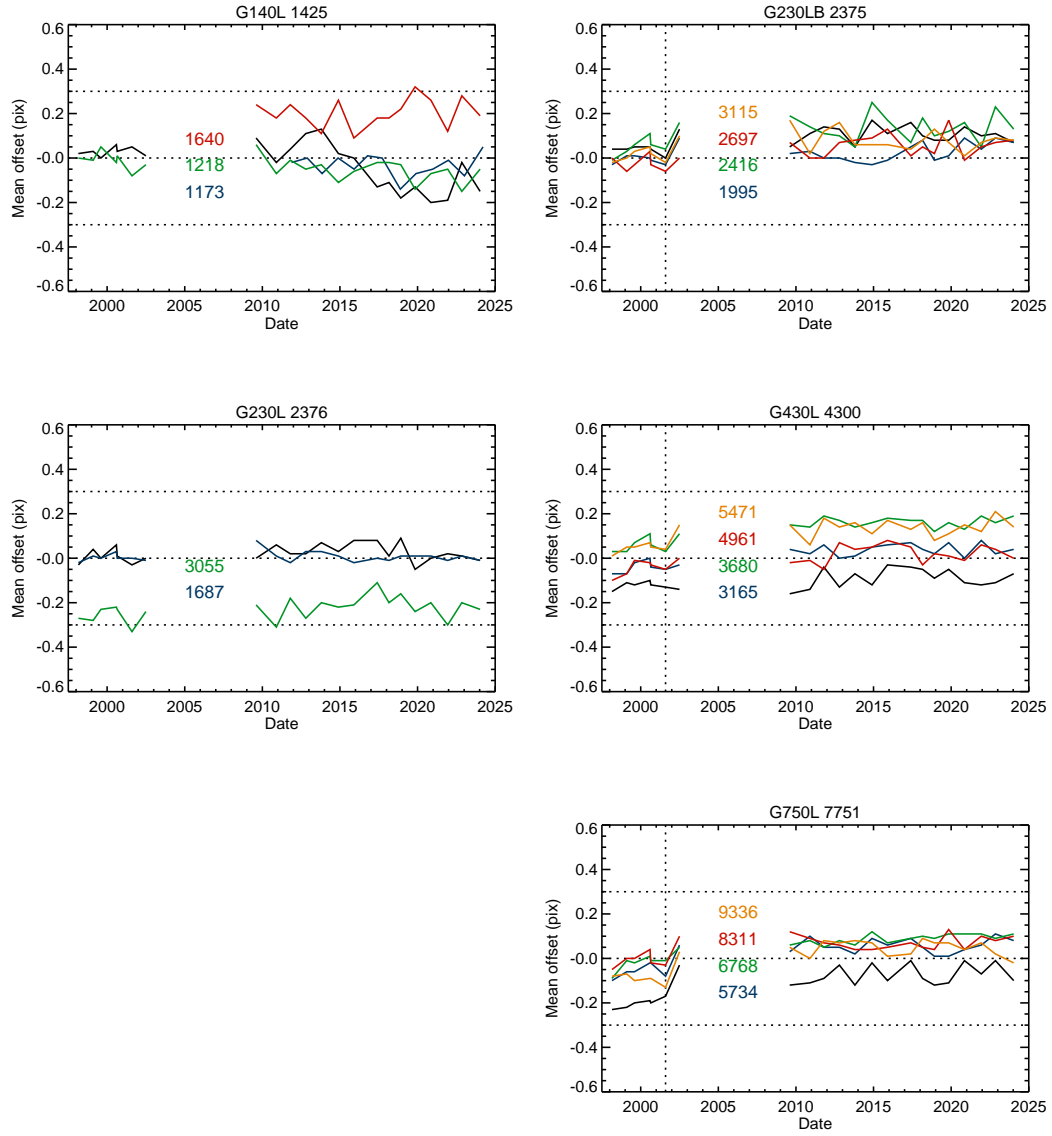 G140L 1425
0.6
0.4
0.2
-0.0
-0.2
-0.4
-0.6
Mean offset (pix)
1640
1218
1173
2000 2005 2010 2015 2020 2025
Date
G230LB 2375
0.6
0.4
0.2
-0.0
-0.2
-0.4
-0.6
Mean offset (pix)
3115
2697
2416
1995
2000 2005 2010 2015 2020 2025
Date
G230L 2376
0.6
0.4
0.2
-0.0
-0.2
-0.4
-0.6
Mean offset (pix)
3055
1687
2000 2005 2010 2015 2020 2025
Date
G430L 4300
0.6
0.4
0.2
-0.0
-0.2
-0.4
-0.6
Mean offset (pix)
5471
4961
3680
3165
2000 2005 2010 2015 2020 2025
Date
G750L 7751
0.6
0.4
0.2
-0.0
-0.2
-0.4
-0.6
Mean offset (pix)
9336
8311
6768
5734
2000 2005 2010 2015 2020 2025
Date